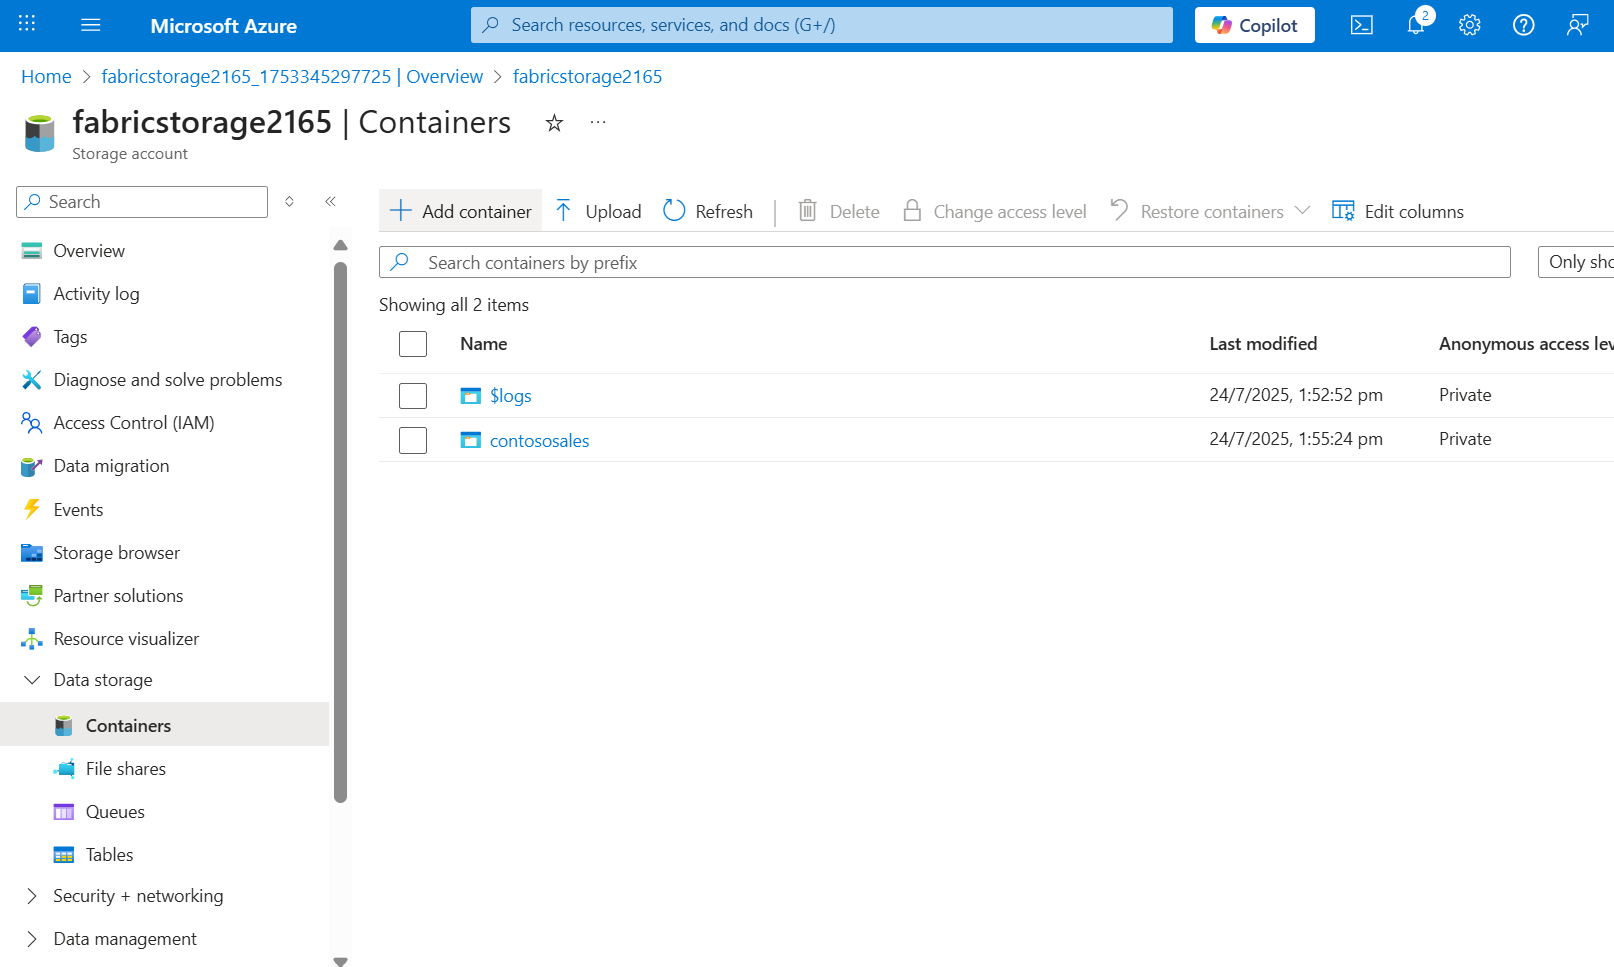 Microsoft Azure
Search resources, services, and docs (G+/)
Copilot
2
Home > fabricstorage2165_1753345297725 | Overview > fabricstorage2165
fabricstorage2165 | Containers
Storage account
Search
Add container
Upload
Refresh
Delete
Change access level
Restore containers
Edit columns
Overview
Activity log
Tags
Diagnose and solve problems
Access Control (IAM)
Data migration
Events
Storage browser
Partner solutions
Resource visualizer
Data storage
Containers
File shares
Queues
Tables
Security + networking
Data management
Search containers by prefix
Only sho
Showing all 2 items
Name Last modified Anonymous access lev
$logs 24/7/2025, 1:52:52 pm Private
contososales 24/7/2025, 1:55:24 pm Private